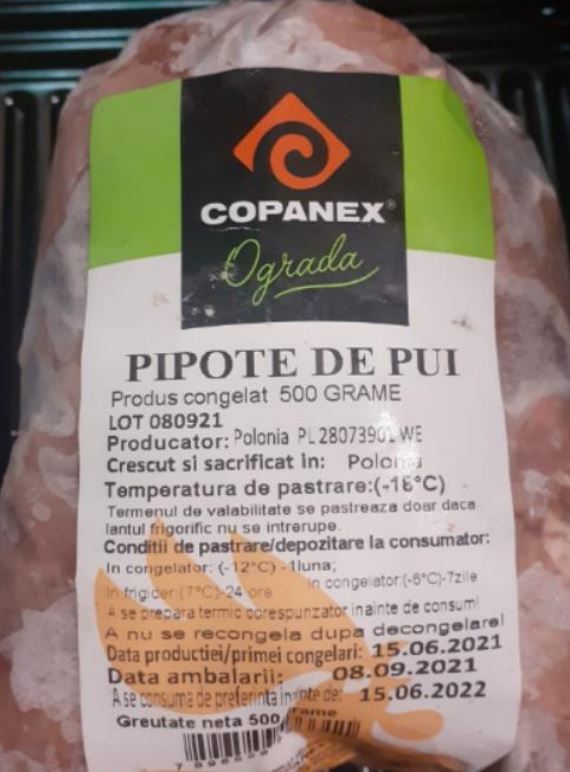 COPANEX®
Ograda
PIPOTE DE PUI
Produs congelat 500 GRAME
LOT 080921
Producator: Polonia PL WE
Crescut si sacrificat in:
Temperatura de pastrare:(-18°C)
Termenul de valabilitate se pastreaza doar daca
lantul frigorific nu se intrerupe.
Conditii de pastrare/depozitare la consumator:
In congelator: (-12°C) -1luna;
In frigider (7°C)-24 ore in congelator:(-6°C)-7zile
A se prepara termic corespunzator inainte de consum!
A nu se recongela dupa decongelare!
Data productiei/primei congelari: 15.06.2021
Data ambalarii: 08.09.2021
A se consuma de preferinta de: 15.06.2022
Greutate neta 500